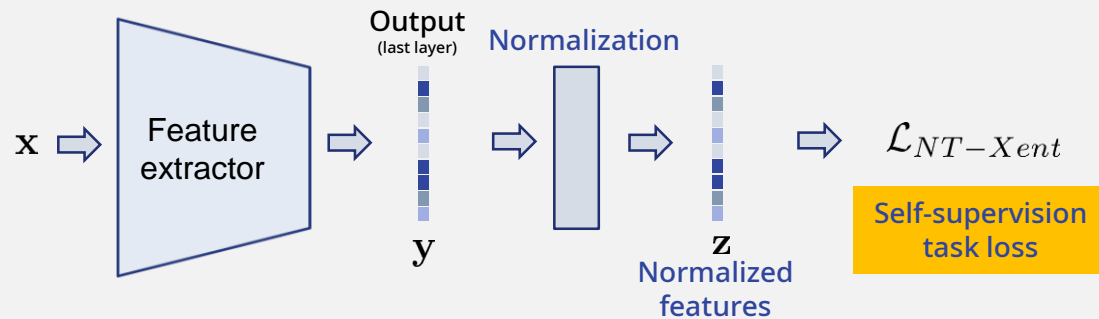 x
Feature
extractor
Output
(last layer)
y
Normalization
z
Normalized
features
ℒ_{NT−Xent}
Self-supervision
task loss